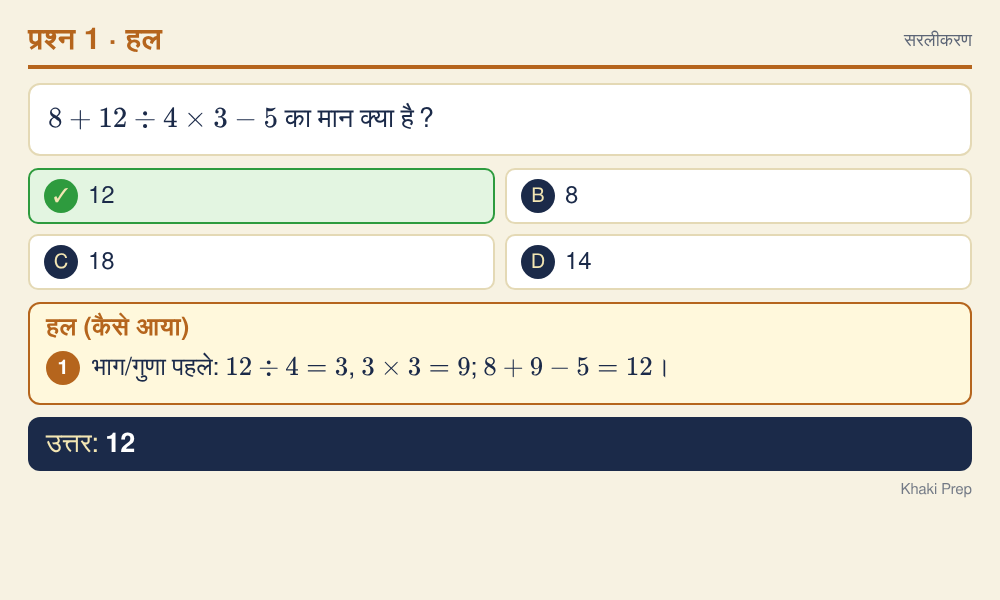 प्रश्न 1 · हल
सरलीकरण
8 + 12 ÷ 4 × 3 − 5 का मान क्या है ?
✓ 12
B 8
C 18
D 14
हल (कैसे आया)
1 भाग/गुणा पहले: 12 ÷ 4 = 3, 3 × 3 = 9; 8 + 9 − 5 = 12।
उत्तर: 12
Khaki Prep